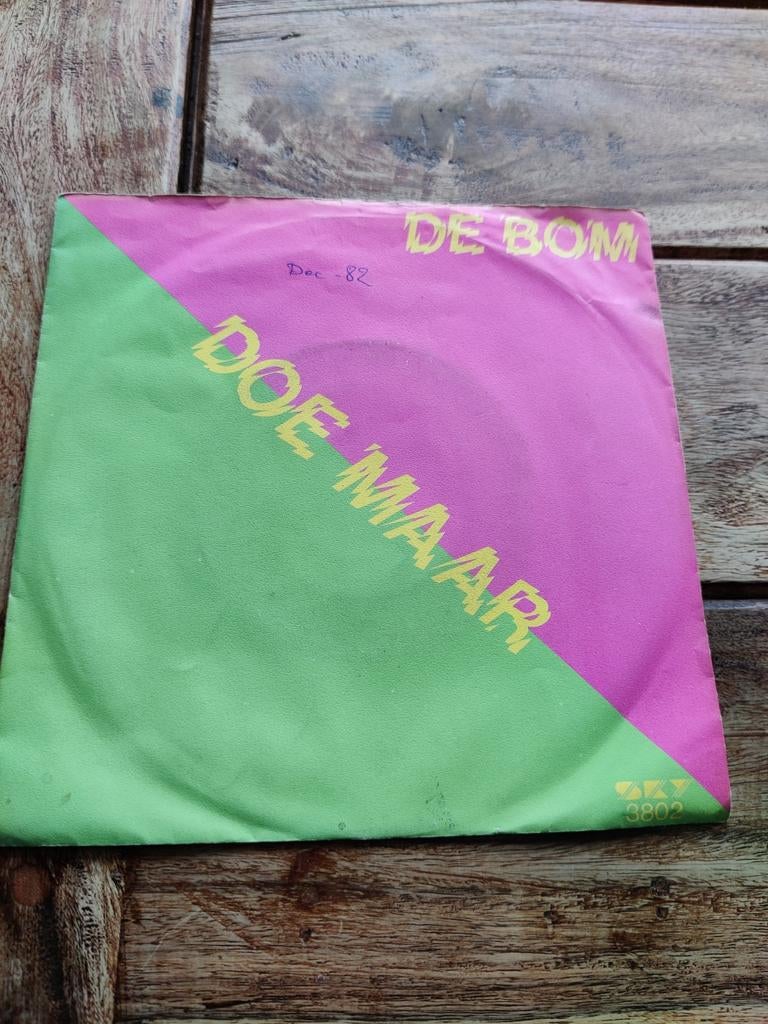 DE BOM
Dec -82
DOE MAAR
SKY
3802